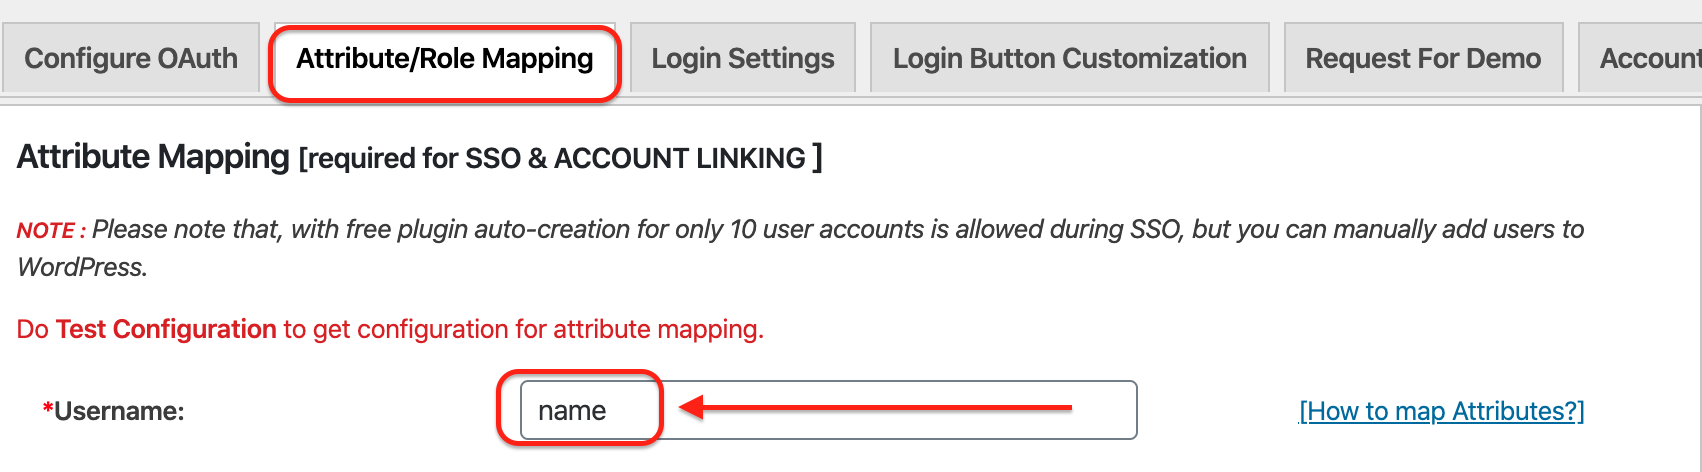 Configure OAuth Attribute/Role Mapping Login Settings Login Button Customization Request For Demo Account
Attribute Mapping [required for SSO & ACCOUNT LINKING ]
NOTE : Please note that, with free plugin auto-creation for only 10 user accounts is allowed during SSO, but you can manually add users to
WordPress.
Do Test Configuration to get configuration for attribute mapping.
*Username: name [How to map Attributes?]